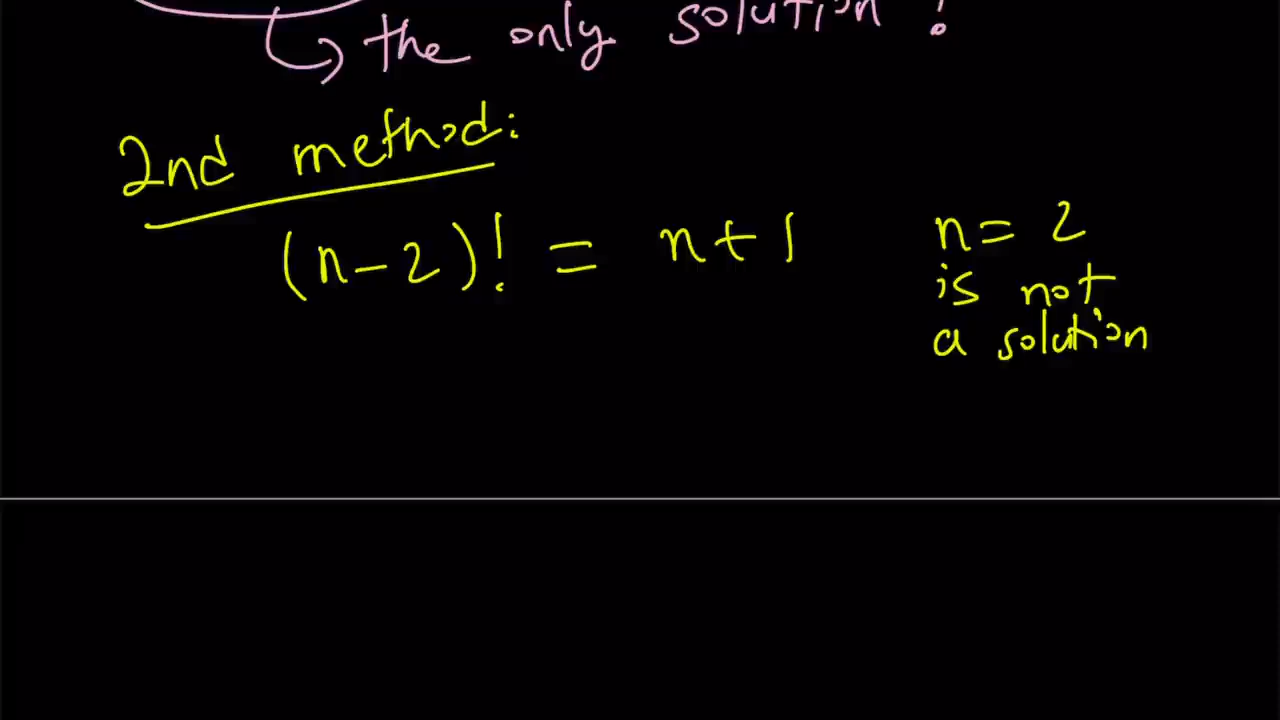 the only solution!
2nd method:
(n-2)! = n+1
n = 2
is not
a solution